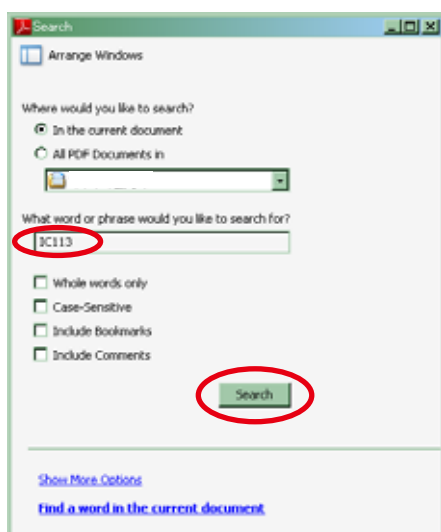 Search
Arrange Windows
Where would you like to search?
In the current document
All PDF Documents in
What word or phrase would you like to search for?
IC113
Whole words only
Case-Sensitive
Include Bookmarks
Include Comments
Search
Show More Options
Find a word in the current document